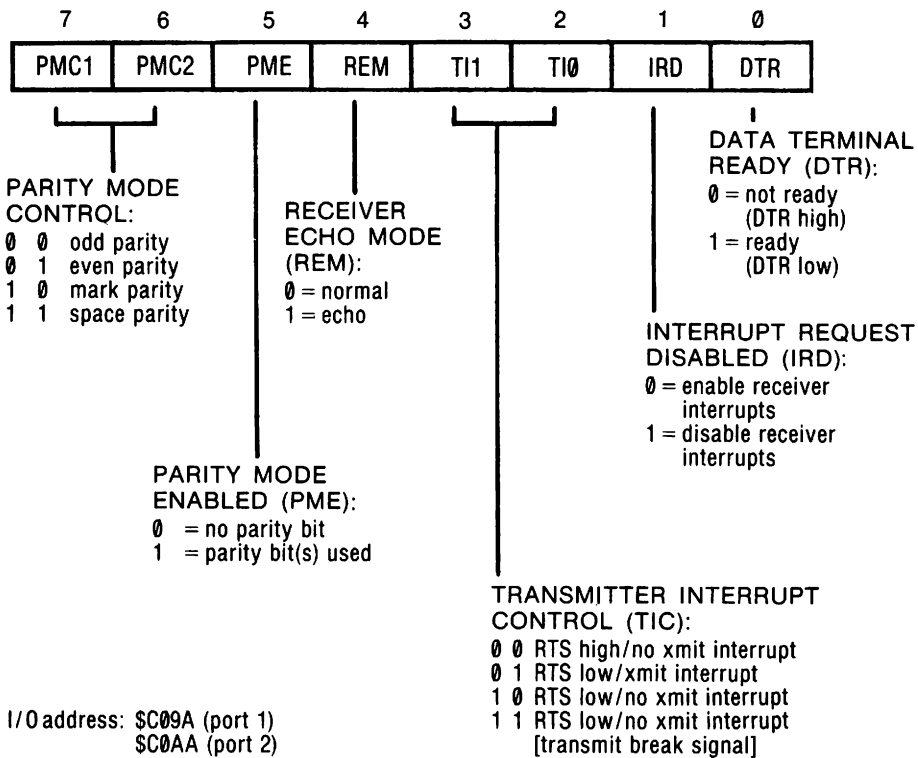 7 6 5 4 3 2 1 0
PMC1 PMC2 PME REM TI1 TI0 IRD DTR
PARITY MODE
CONTROL:
0 0 odd parity
0 1 even parity
1 0 mark parity
1 1 space parity
RECEIVER
ECHO MODE
(REM):
0 = normal
1 = echo
DATA TERMINAL
READY (DTR):
0 = not ready
(DTR high)
1 = ready
(DTR low)
INTERRUPT REQUEST
DISABLED (IRD):
0 = enable receiver
interrupts
1 = disable receiver
interrupts
PARITY MODE
ENABLED (PME):
0 = no parity bit
1 = parity bit(s) used
TRANSMITTER INTERRUPT
CONTROL (TIC):
0 0 RTS high/no xmit interrupt
0 1 RTS low/xmit interrupt
1 0 RTS low/no xmit interrupt
1 1 RTS low/no xmit interrupt
[transmit break signal]
I/O address: $C09A (port 1)
$C0AA (port 2)